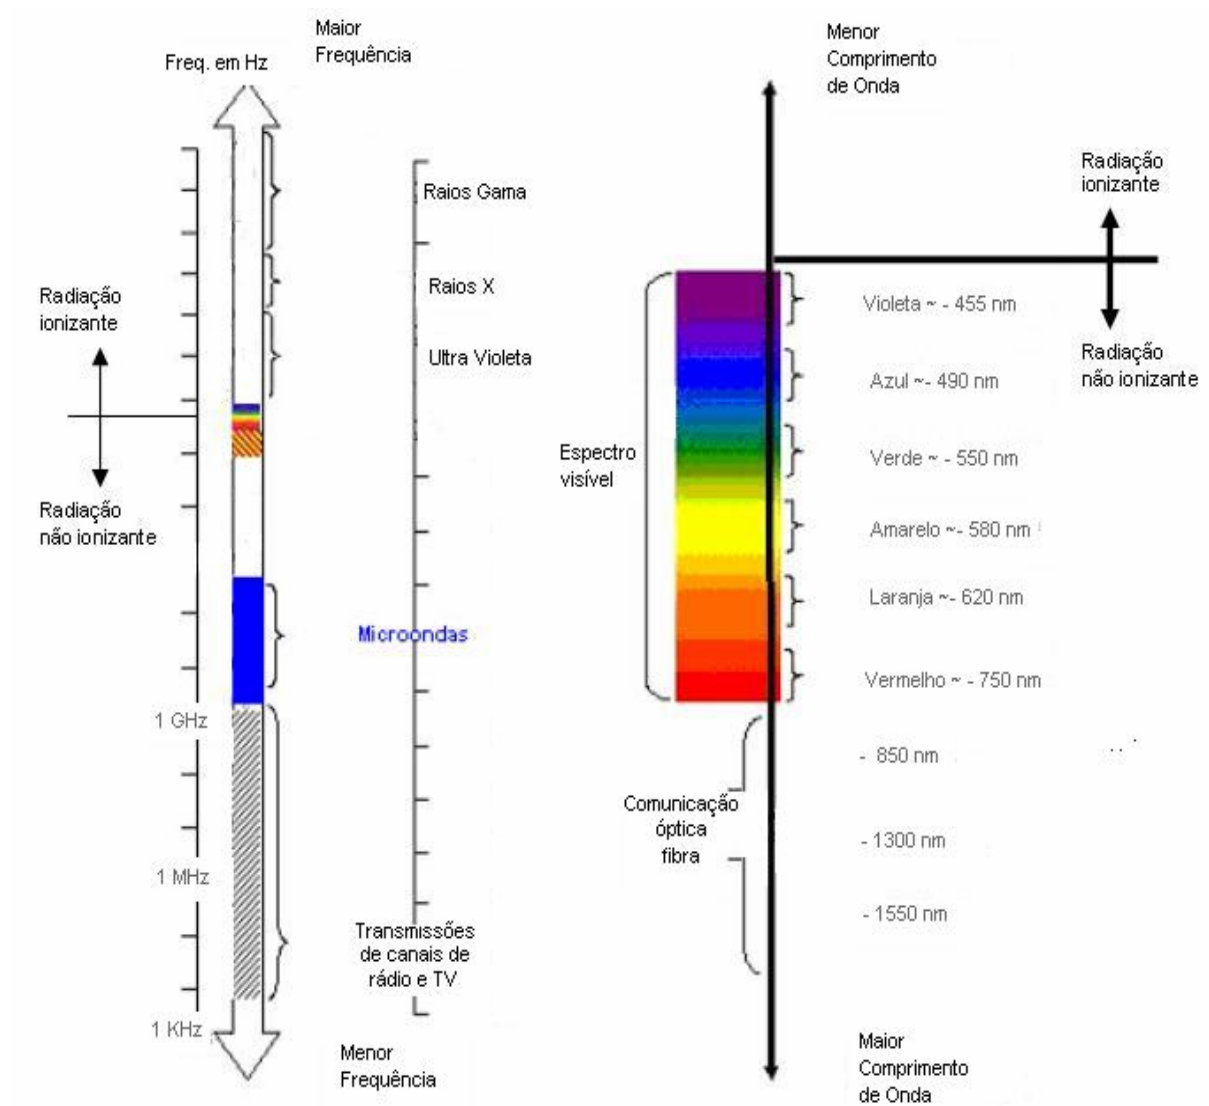 Maior
Frequência
Freq. em Hz
Raios Gama
Raios X
Radiação
ionizante
Ultra Violeta
Radiação
não ionizante
Microondas
1 GHz
1 MHz
Transmissões
de canais de
rádio e TV
1 KHz
Menor
Frequência
Menor
Comprimento
de Onda
Radiação
ionizante
Violeta ~ - 455 nm
Radiação
não ionizante
Azul ~- 490 nm
Espectro
visível
Verde ~ - 550 nm
Amarelo ~- 580 nm
Laranja ~- 620 nm
Vermelho ~ - 750 nm
- 850 nm
Comunicação
óptica
fibra
- 1300 nm
- 1550 nm
Maior
Comprimento
de Onda